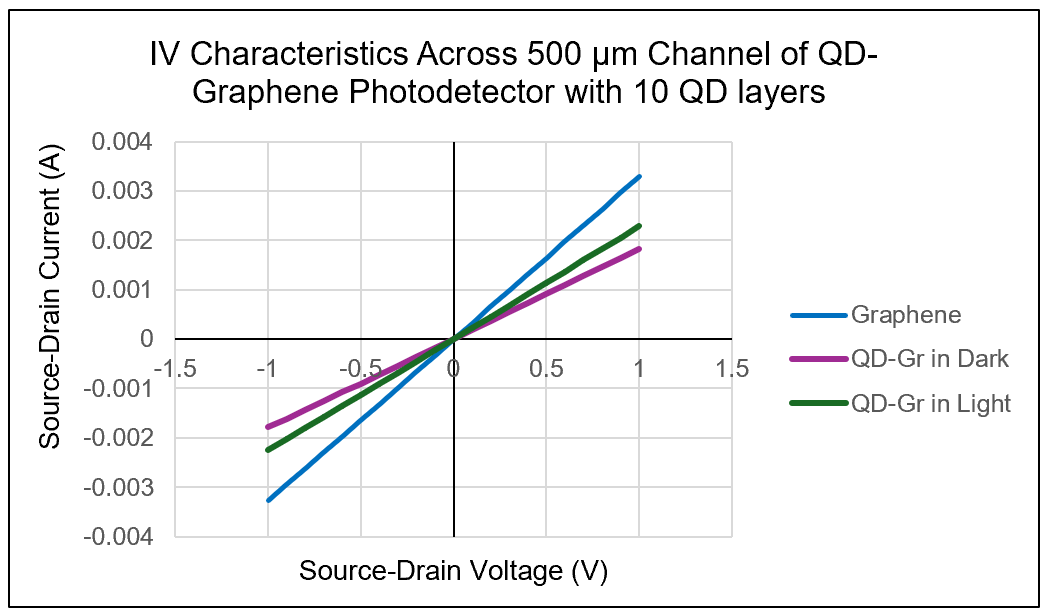 IV Characteristics Across 500 µm Channel of QD-
Graphene Photodetector with 10 QD layers
Source-Drain Current (A)
0.004
0.003
0.002
0.001
0
-0.001
-0.002
-0.003
-0.004
-1.5 -1 -0.5 0 0.5 1 1.5
Source-Drain Voltage (V)
Graphene
QD-Gr in Dark
QD-Gr in Light